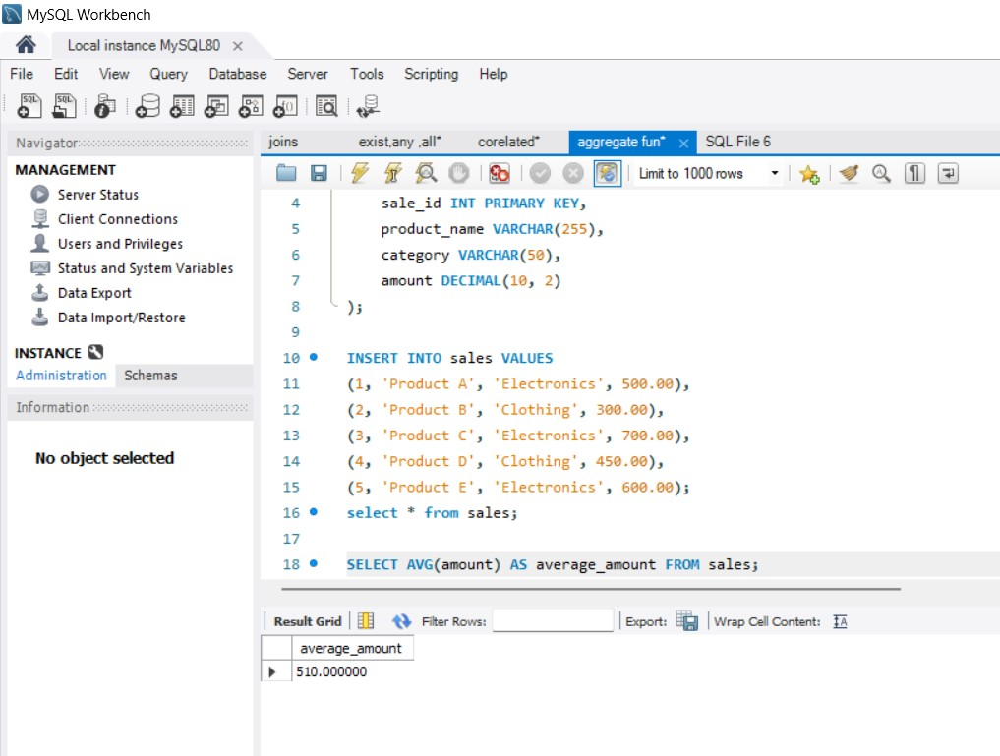 MySQL Workbench
Local instance MySQL80
File Edit View Query Database Server Tools Scripting Help
Navigator
MANAGEMENT
Server Status
Client Connections
Users and Privileges
Status and System Variables
Data Export
Data Import/Restore
INSTANCE
Administration Schemas
Information
No object selected
joins exist,any ,all* corelated* aggregate fun* SQL File 6
Limit to 1000 rows
4 sale_id INT PRIMARY KEY,
5 product_name VARCHAR(255),
6 category VARCHAR(50),
7 amount DECIMAL(10, 2)
8 );
9
10 INSERT INTO sales VALUES
11 (1, 'Product A', 'Electronics', 500.00),
12 (2, 'Product B', 'Clothing', 300.00),
13 (3, 'Product C', 'Electronics', 700.00),
14 (4, 'Product D', 'Clothing', 450.00),
15 (5, 'Product E', 'Electronics', 600.00);
16 select * from sales;
17
18 SELECT AVG(amount) AS average_amount FROM sales;
Result Grid Filter Rows: Export: Wrap Cell Content:
average_amount
510.000000